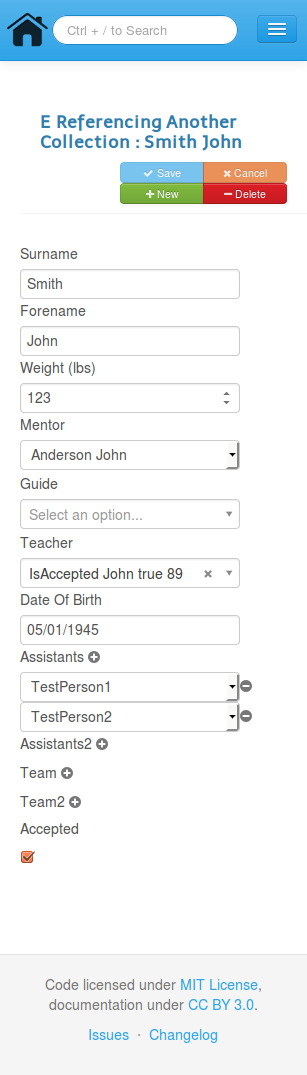 Ctrl + / to Search
E Referencing Another
Collection : Smith John
Save Cancel
New Delete
Surname
Smith
Forename
John
Weight (lbs)
123
Mentor
Anderson John
Guide
Select an option...
Teacher
IsAccepted John true 89
Date Of Birth
05/01/1945
Assistants
TestPerson1
TestPerson2
Assistants2
Team
Team2
Accepted
Code licensed under MIT License,
documentation under CC BY 3.0.
Issues · Changelog